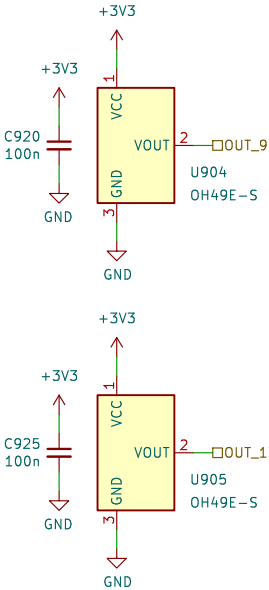 +3V3
+3V3
1
VCC
C920
100n
VOUT
2
OUT_9
GND
U904
OH49E-S
3
GND
GND
+3V3
+3V3
1
VCC
C925
100n
VOUT
2
OUT_1
GND
U905
OH49E-S
3
GND
GND